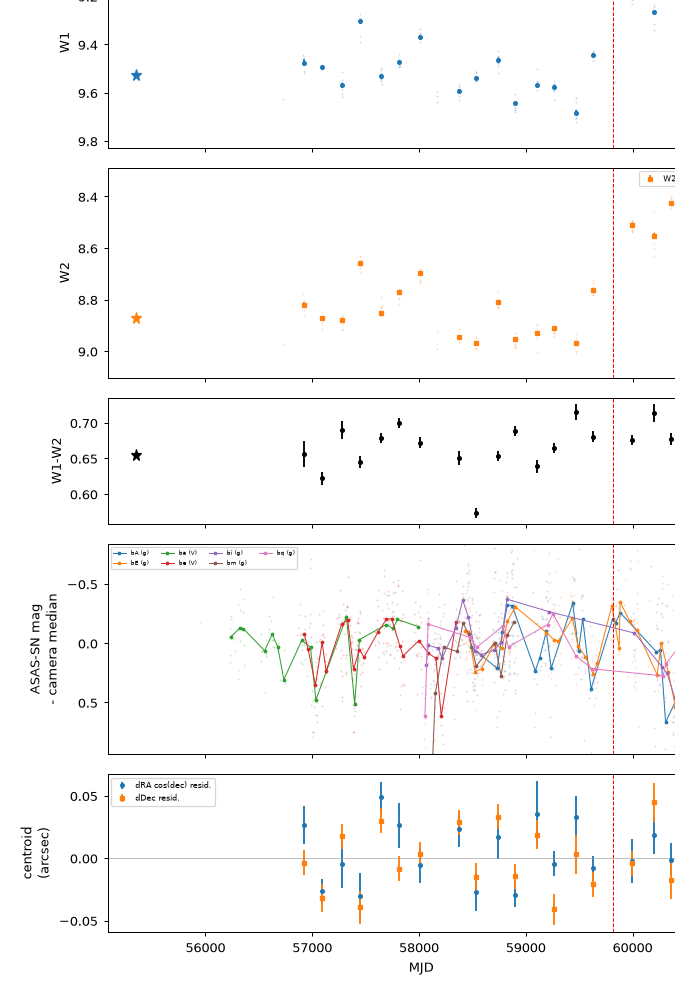 W1
9.4
9.6
9.8
W2
8.4
8.6
8.8
9.0
W2
W1-W2
0.70
0.65
0.60
ASAS-SN mag
- camera median
−0.5
0.0
0.5
bA (g)
bE (g)
ba (V)
be (V)
bi (g)
bm (g)
bq (g)
centroid
(arcsec)
0.05
0.00
−0.05
dRA cos(dec) resid.
dDec resid.
56000 57000 58000 59000 60000
MJD